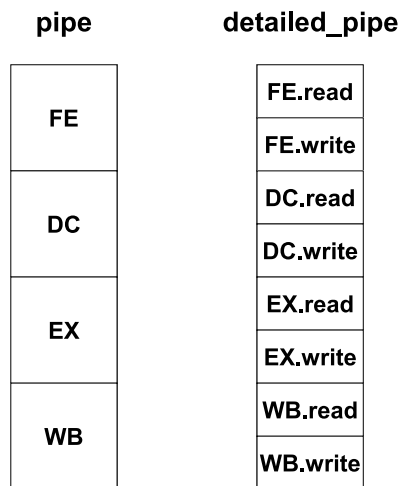 pipe
detailed_pipe
FE
DC
EX
WB
FE.read
FE.write
DC.read
DC.write
EX.read
EX.write
WB.read
WB.write